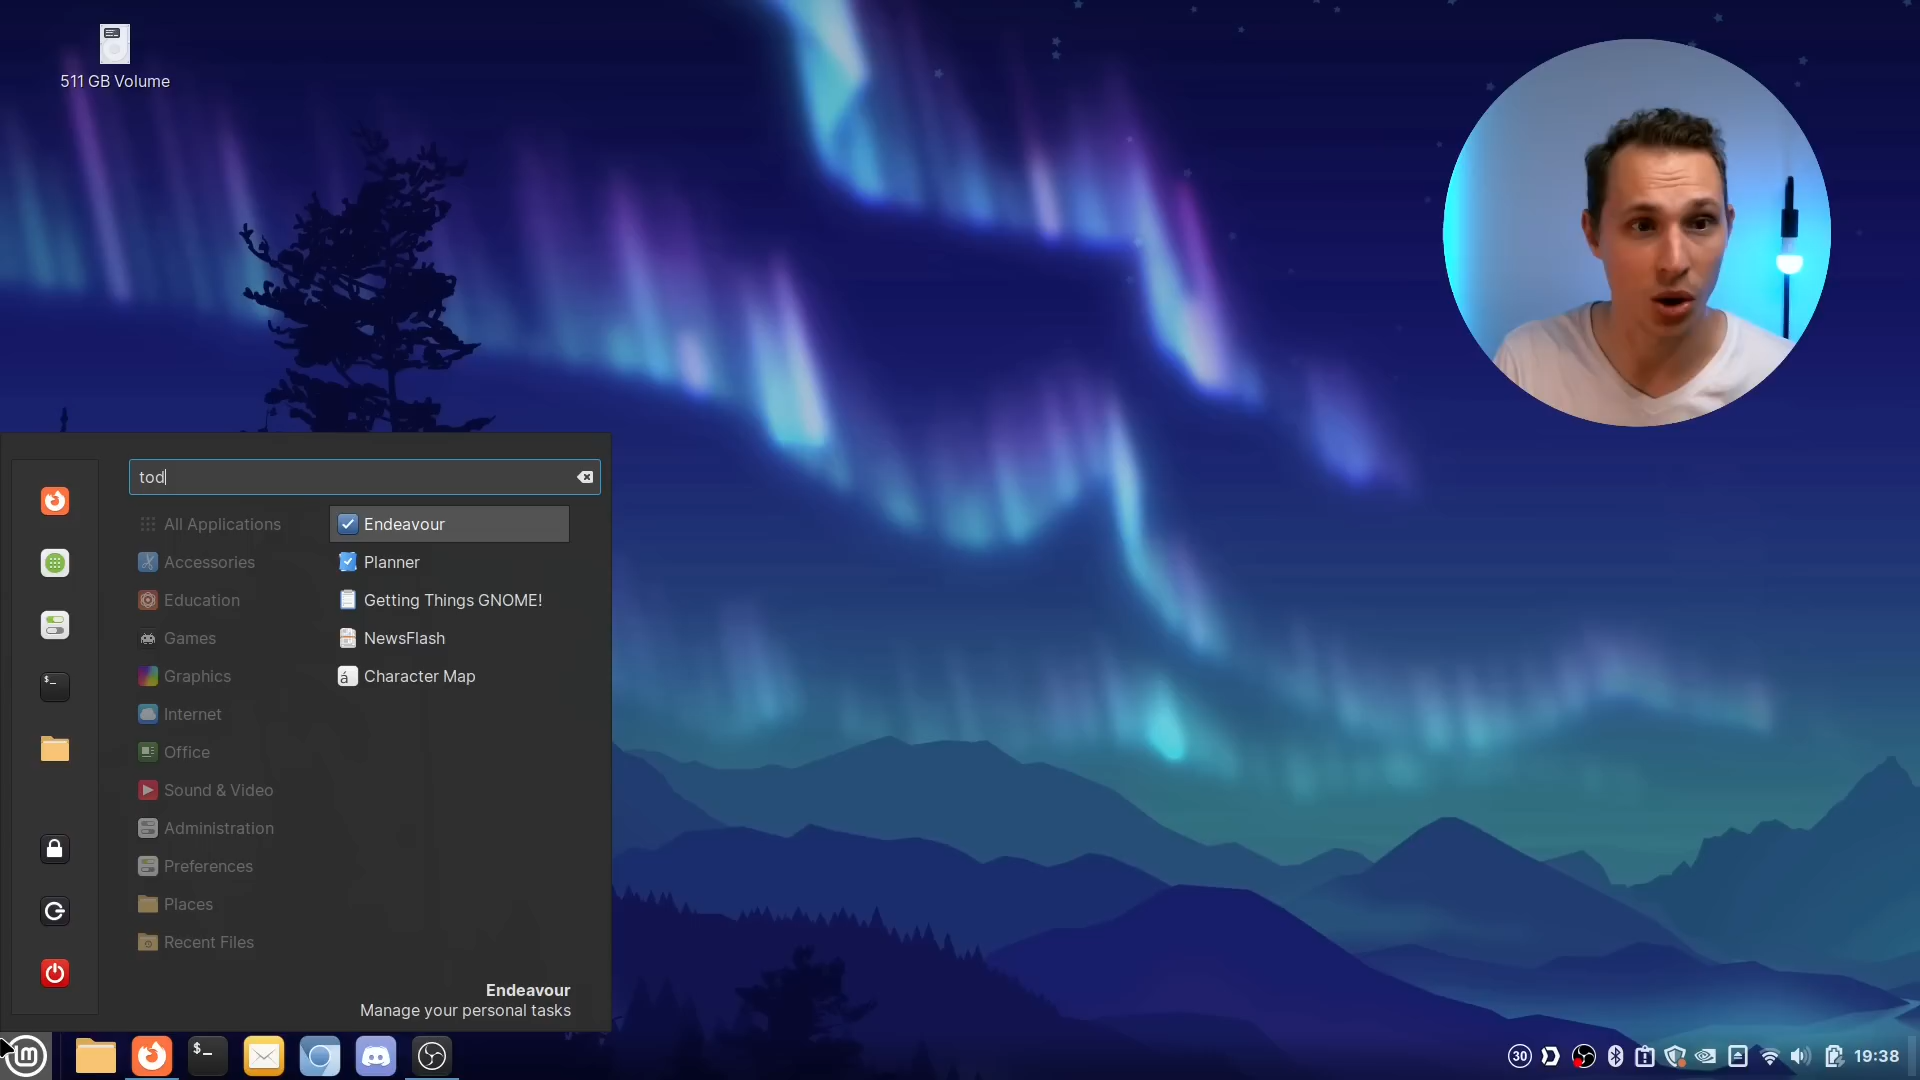 511 GB Volume
tod
All Applications
Accessories
Education
Games
Graphics
Internet
Office
Sound & Video
Administration
Preferences
Places
Recent Files
Endeavour
Planner
Getting Things GNOME!
NewsFlash
á Character Map
Endeavour
Manage your personal tasks
$_
$_
30
19:38